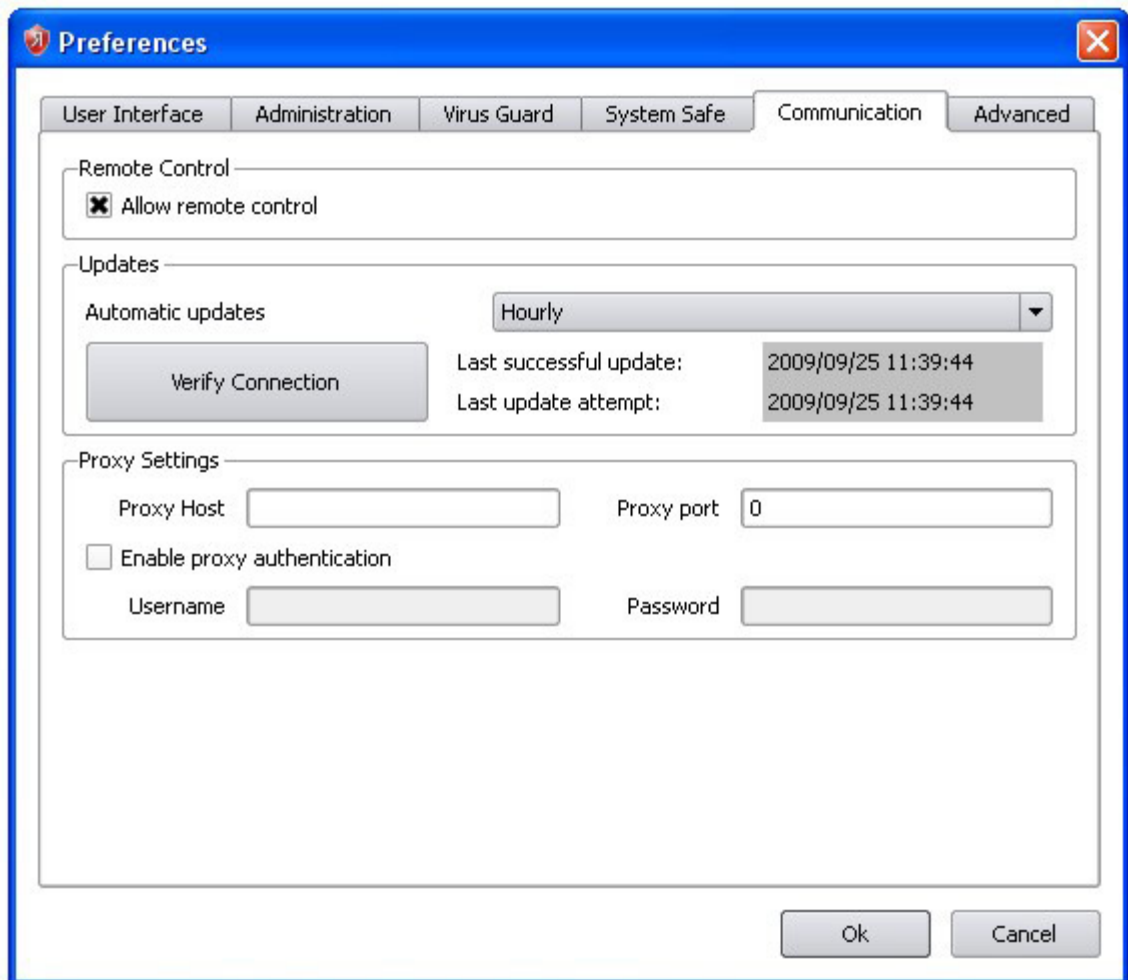 Preferences
User Interface Administration Virus Guard System Safe Communication Advanced
Remote Control
Allow remote control
Updates
Automatic updates Hourly
Verify Connection
Last successful update: 2009/09/25 11:39:44
Last update attempt: 2009/09/25 11:39:44
Proxy Settings
Proxy Host Proxy port 0
Enable proxy authentication
Username Password
Ok Cancel